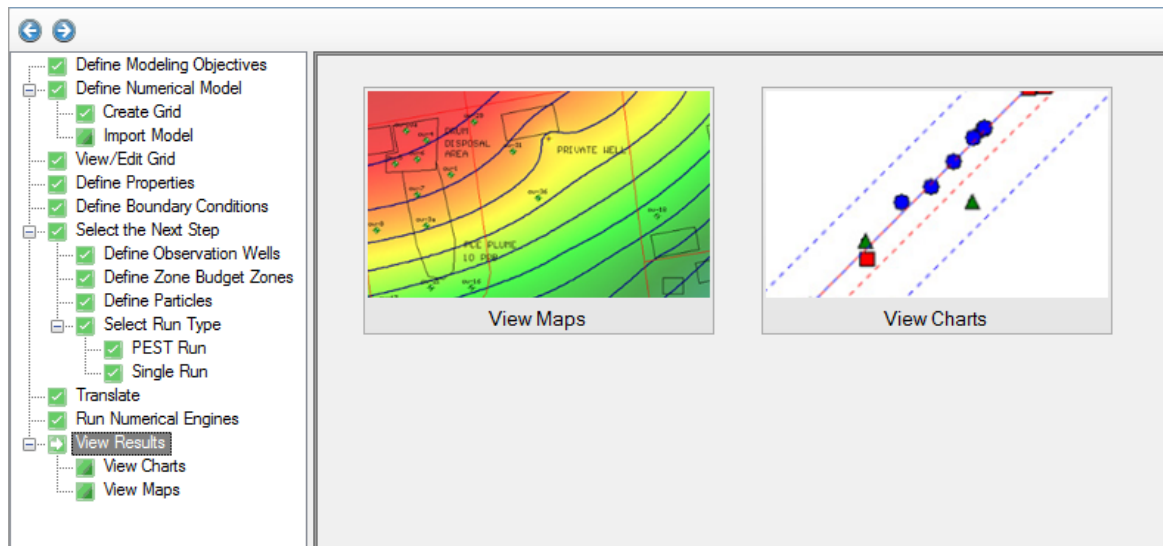 Define Modeling Objectives
Define Numerical Model
Create Grid
Import Model
View/Edit Grid
Define Properties
Define Boundary Conditions
Select the Next Step
Define Observation Wells
Define Zone Budget Zones
Define Particles
Select Run Type
PEST Run
Single Run
Translate
Run Numerical Engines
View Results
View Charts
View Maps
DRUM
DISPOSAL
AREA
PRIVATE WELL
PCE PLUME
10 PPB
View Maps
View Charts